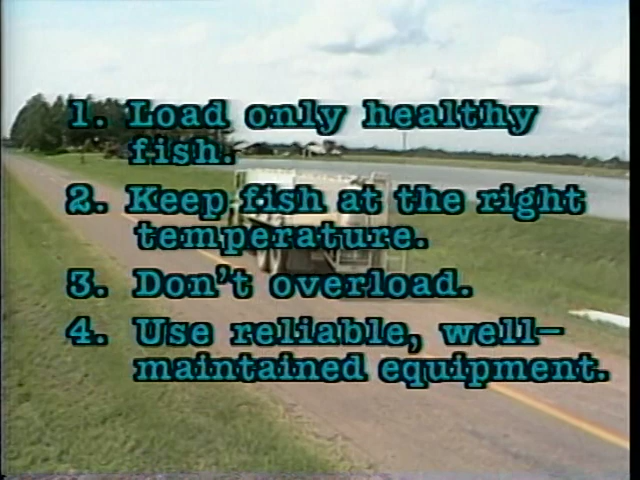 1. Load only healthy
fish.
2. Keep fish at the right
temperature.
3. Don't overload.
4. Use reliable, well-
maintained equipment.